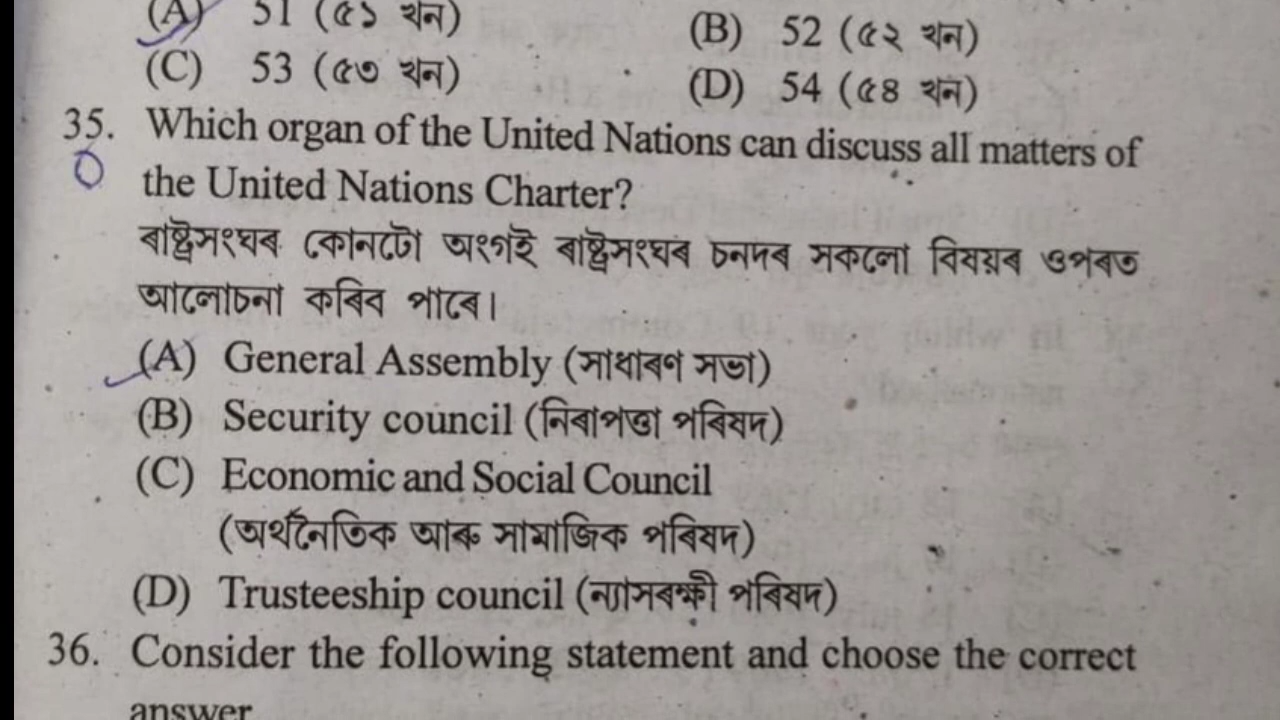 (A) 51 (৫১ খন)
(B) 52 (৫২ খন)
(C) 53 (৫৩ খন)
(D) 54 (৫৪ খন)
35. Which organ of the United Nations can discuss all matters of
the United Nations Charter?
ৰাষ্ট্ৰসংঘৰ কোনটো অংগই ৰাষ্ট্ৰসংঘৰ চনদৰ সকলো বিষয়ৰ ওপৰত
আলোচনা কৰিব পাৰে।
(A) General Assembly (সাধাৰণ সভা)
(B) Security council (নিৰাপত্তা পৰিষদ)
(C) Economic and Social Council
(অৰ্থনৈতিক আৰু সামাজিক পৰিষদ)
(D) Trusteeship council (ন্যাসৰক্ষী পৰিষদ)
36. Consider the following statement and choose the correct
answer